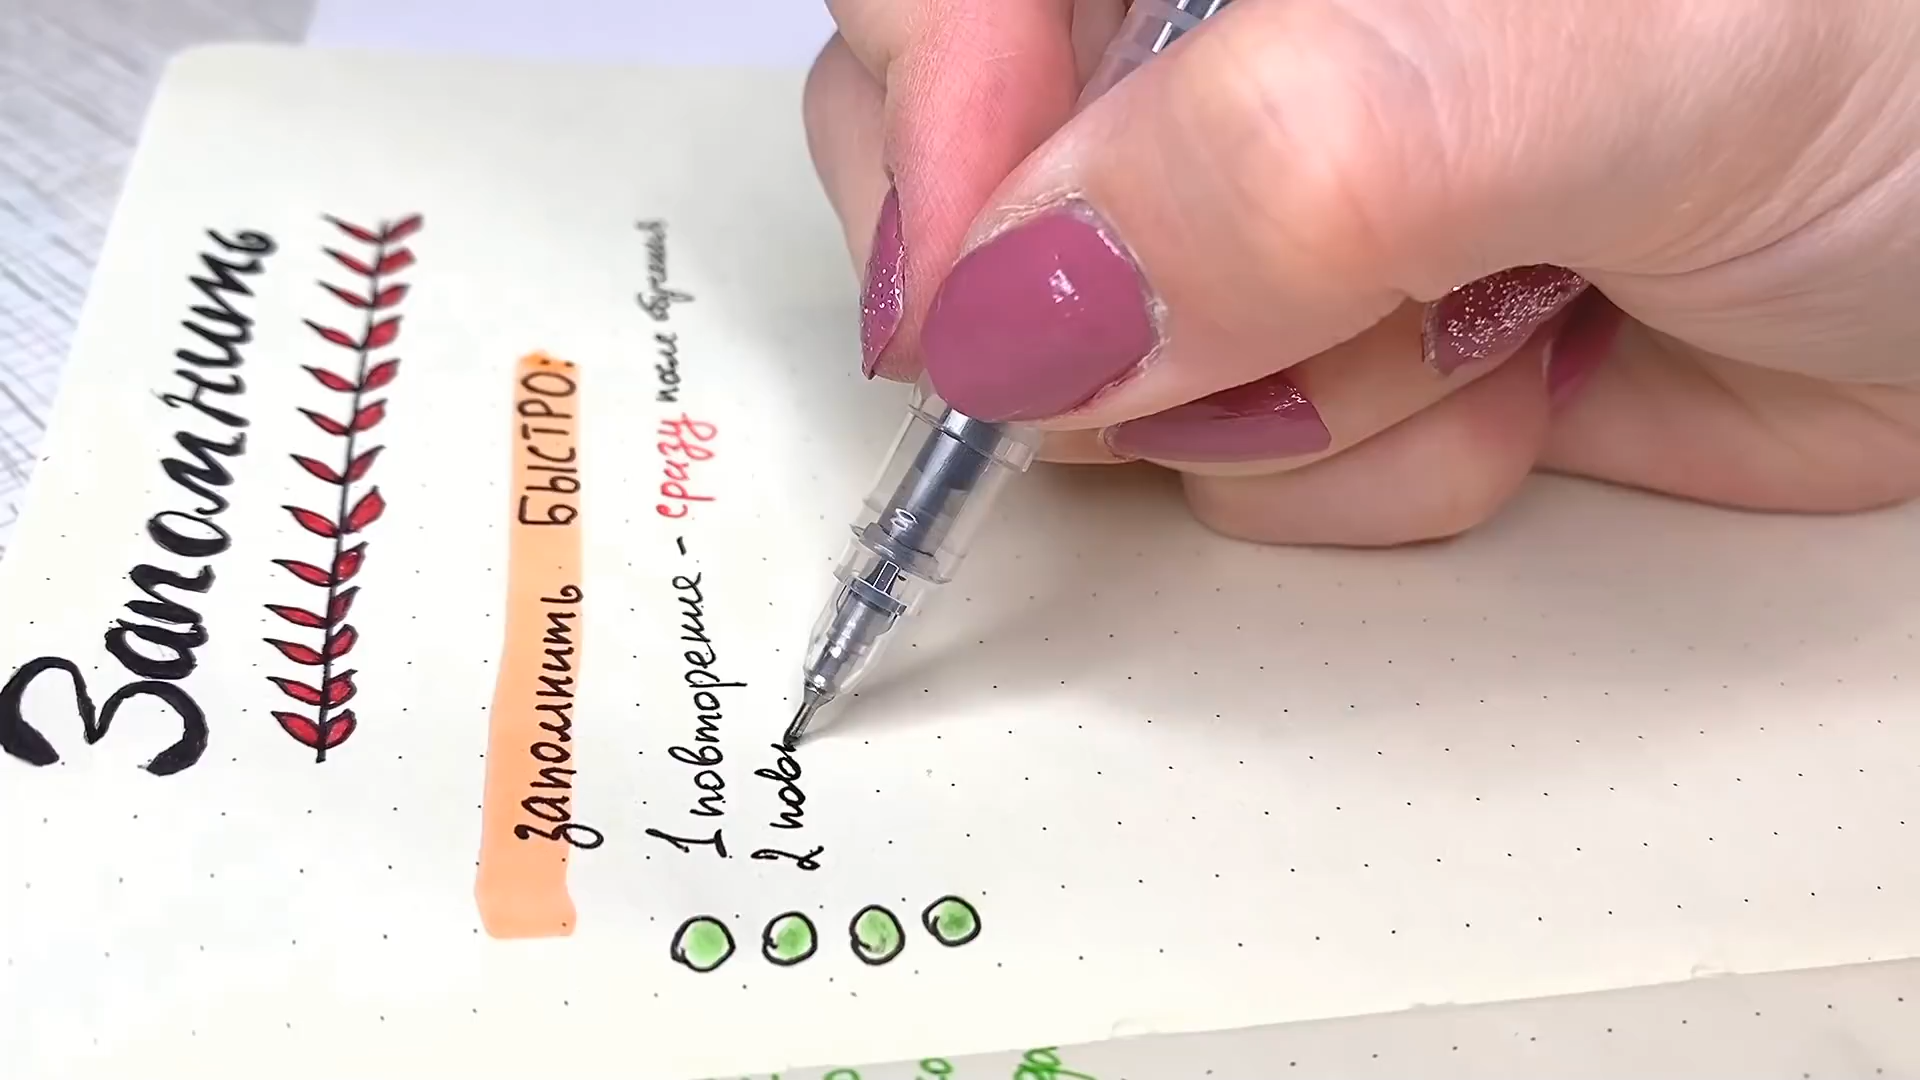 Запомнить
запомнить БЫСТРО:
1 повторение - сразу после обучения
2 повт